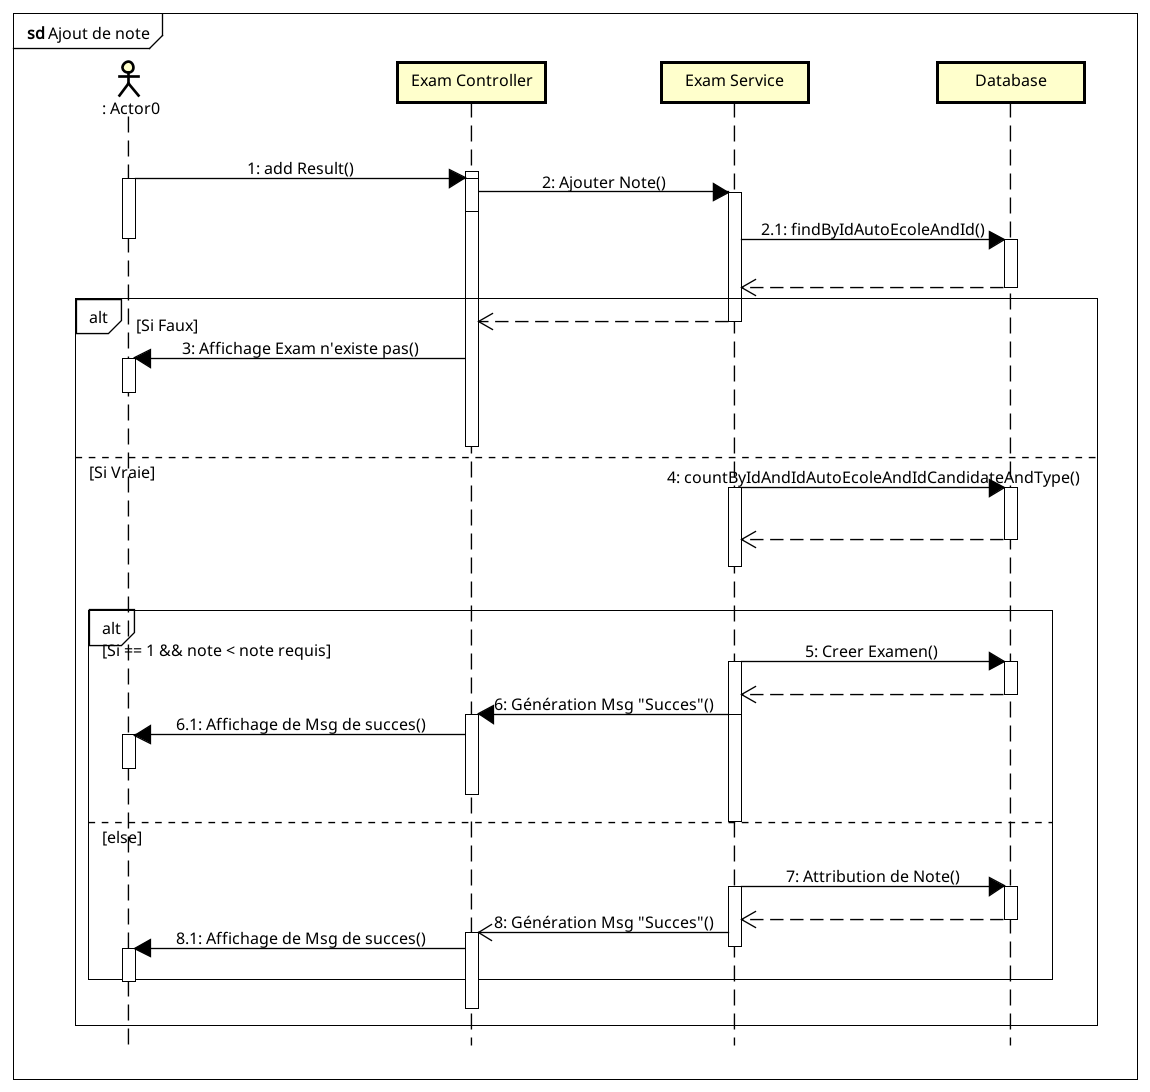 sd Ajout de note
: Actor0
Exam Controller
Exam Service
Database
1: add Result()
2: Ajouter Note()
2.1: findByIdAutoEcoleAndId()
alt
[Si Faux]
3: Affichage Exam n'existe pas()
[Si Vraie]
4: countByIdAndIdAutoEcoleAndIdCandidateAndType()
alt
[Si == 1 && note < note requis]
5: Creer Examen()
6: Génération Msg "Succes"()
6.1: Affichage de Msg de succes()
[else]
7: Attribution de Note()
8: Génération Msg "Succes"()
8.1: Affichage de Msg de succes()